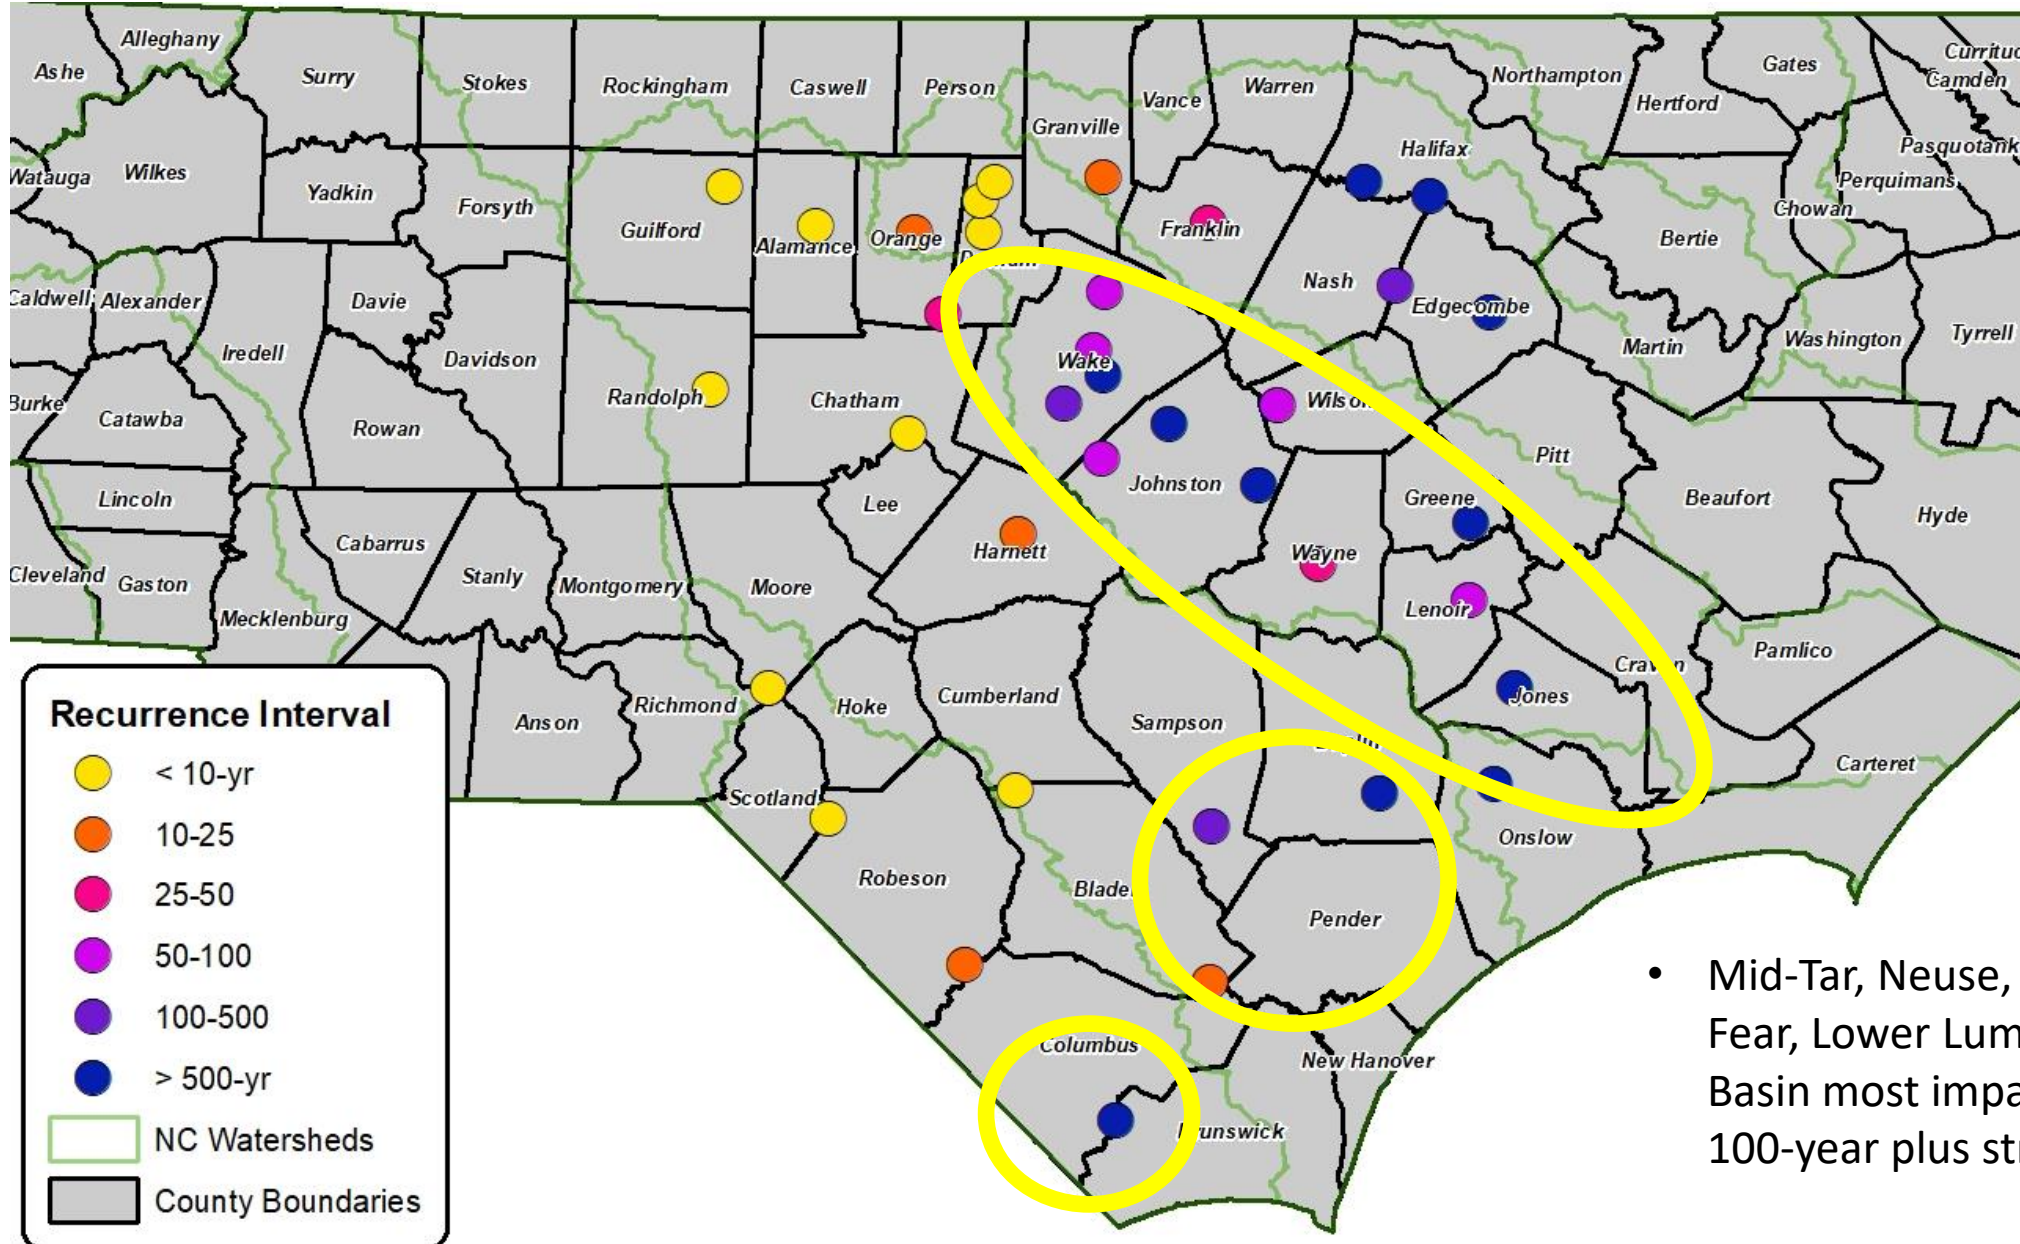 Alleghany
Ashe
Surry
Stokes
Rockingham
Caswell
Person
Granville
Vance
Warren
Northampton
Gates
Camden
Hertford
Halifax
Pasquotank
Perquimans
Chowan
Watauga
Wilkes
Yadkin
Forsyth
Guilford
Alamance
Orange
Franklin
Nash
Edgecombe
Bertie
Martin
Washington
Tyrrell
Caldwell
Alexander
Iredell
Davie
Davidson
Randolph
Chatham
Wake
Pitt
Beaufort
Hyde
Burke
Catawba
Rowan
Lincoln
Lee
Johnston
Greene
Cleveland
Gaston
Cabarrus
Stanly
Montgomery
Moore
Harnett
Wayne
Lenoir
Mecklenburg
Pamlico
Anson
Richmond
Hoke
Cumberland
Sampson
Jones
Carteret
Scotland
Robeson
Onslow
Pender
Columbus
New Hanover
Recurrence Interval
< 10-yr
10-25
25-50
50-100
100-500
> 500-yr
NC Watersheds
County Boundaries
• Mid-Tar, Neuse,
Fear, Lower Lum
Basin most impa
100-year plus st